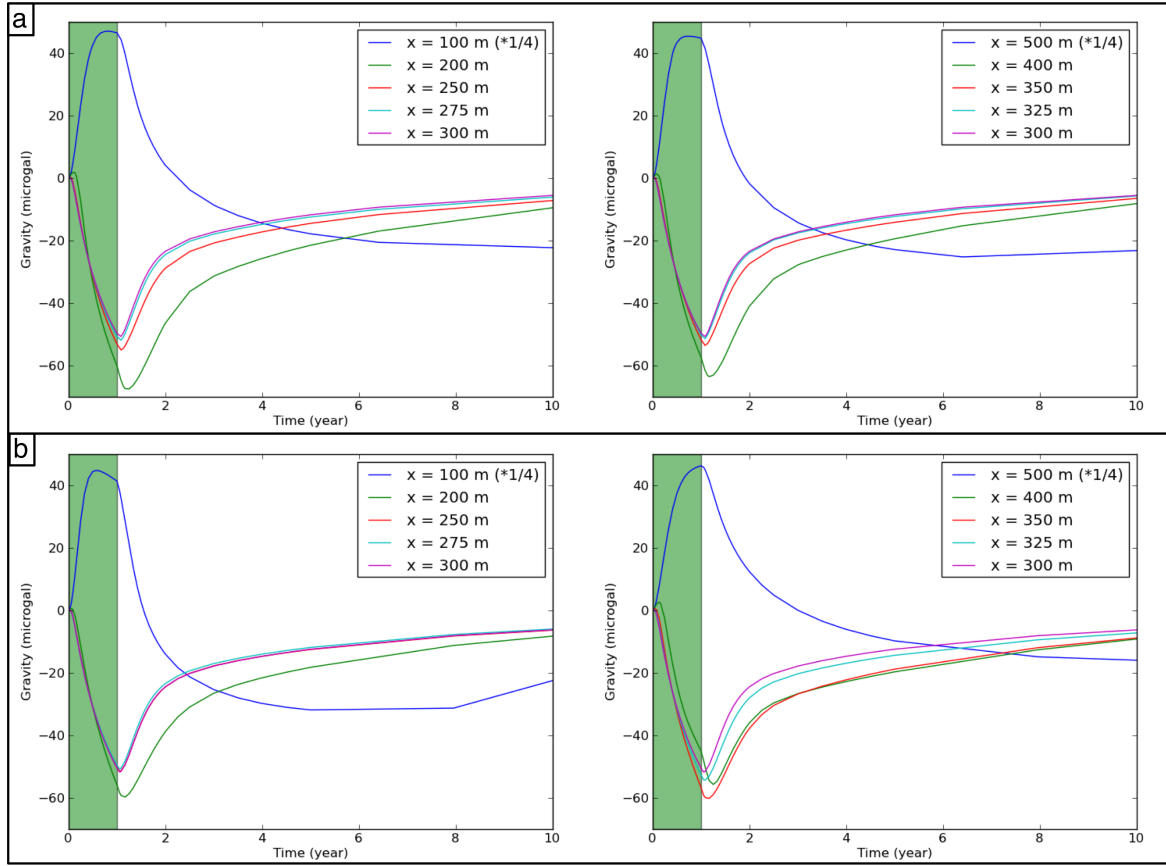 a
40
20
0
−20
−40
−60
Gravity (microgal)
0
2
4
6
8
10
Time (year)
x = 100 m (*1/4)
x = 200 m
x = 250 m
x = 275 m
x = 300 m
40
20
0
−20
−40
−60
Gravity (microgal)
0
2
4
6
8
10
Time (year)
x = 500 m (*1/4)
x = 400 m
x = 350 m
x = 325 m
x = 300 m
b
40
20
0
−20
−40
−60
Gravity (microgal)
0
2
4
6
8
10
Time (year)
x = 100 m (*1/4)
x = 200 m
x = 250 m
x = 275 m
x = 300 m
40
20
0
−20
−40
−60
Gravity (microgal)
0
2
4
6
8
10
Time (year)
x = 500 m (*1/4)
x = 400 m
x = 350 m
x = 325 m
x = 300 m